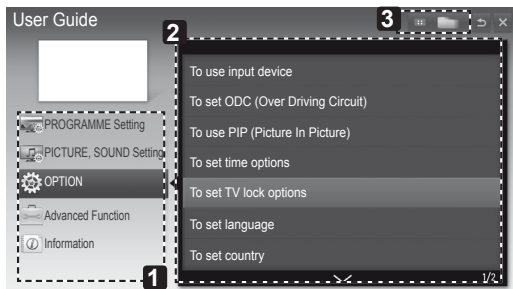 User Guide
3
2
To use input device
To set ODC (Over Driving Circuit)
To use PIP (Picture In Picture)
To set time options
To set TV lock options
To set language
To set country
1/2
PROGRAMME Setting
PICTURE, SOUND Setting
OPTION
Advanced Function
Information
1